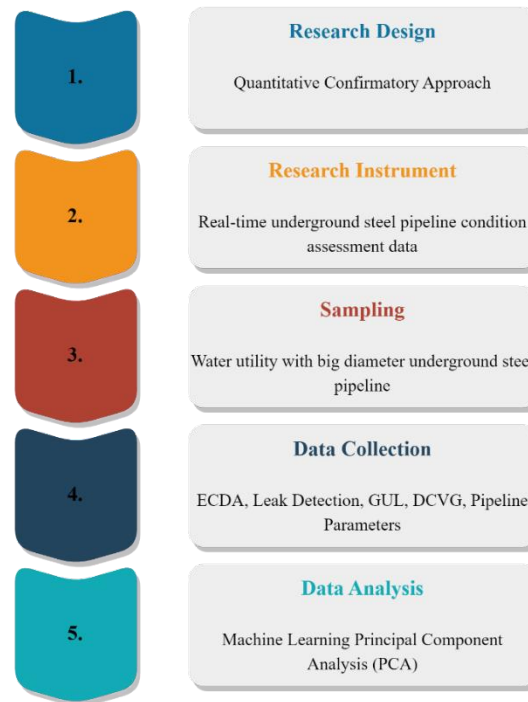 1.
Research Design
Quantitative Confirmatory Approach
2.
Research Instrument
Real-time underground steel pipeline condition
assessment data
3.
Sampling
Water utility with big diameter underground steel
pipeline
4.
Data Collection
ECDA, Leak Detection, GUL, DCVG, Pipeline
Parameters
5.
Data Analysis
Machine Learning Principal Component
Analysis (PCA)